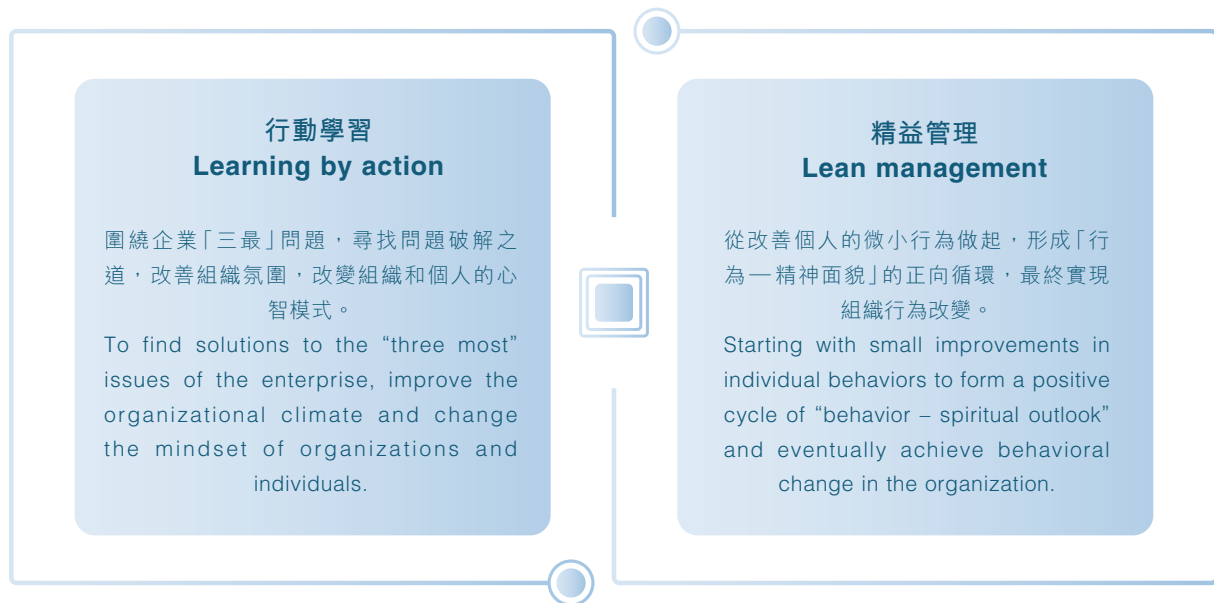 行動學習
Learning by action
圍繞企業「三最」問題，尋找問題破解之
道，改善組織氛圍，改變組織和個人的心
智模式。
To find solutions to the “three most”
issues of the enterprise, improve the
organizational climate and change
the mindset of organizations and
individuals.
精益管理
Lean management
從改善個人的微小行為做起，形成「行
為—精神面貌」的正向循環，最終實現
組織行為改變。
Starting with small improvements in
individual behaviors to form a positive
cycle of “behavior – spiritual outlook”
and eventually achieve behavioral
change in the organization.